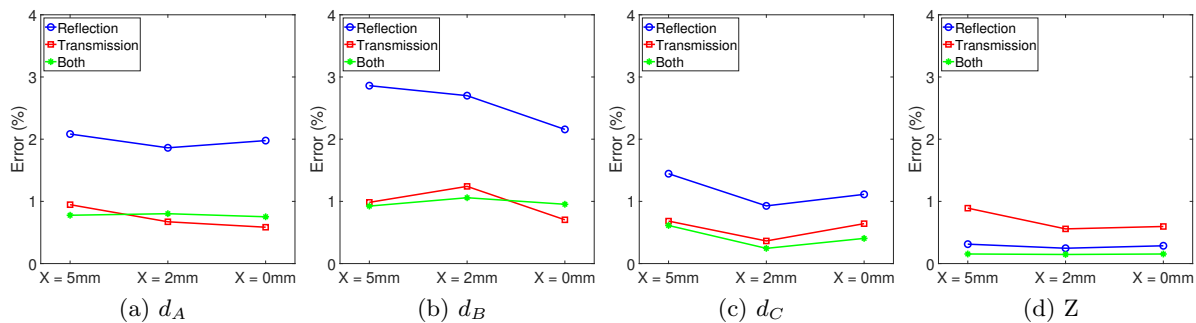 4
3
2
1
0
Error (%)
Reflection
Transmission
Both
X = 5mm
X = 2mm
X = 0mm
(a) d_A
4
3
2
1
0
Error (%)
Reflection
Transmission
Both
X = 5mm
X = 2mm
X = 0mm
(b) d_B
4
3
2
1
0
Error (%)
Reflection
Transmission
Both
X = 5mm
X = 2mm
X = 0mm
(c) d_C
4
3
2
1
0
Error (%)
Reflection
Transmission
Both
X = 5mm
X = 2mm
X = 0mm
(d) Z